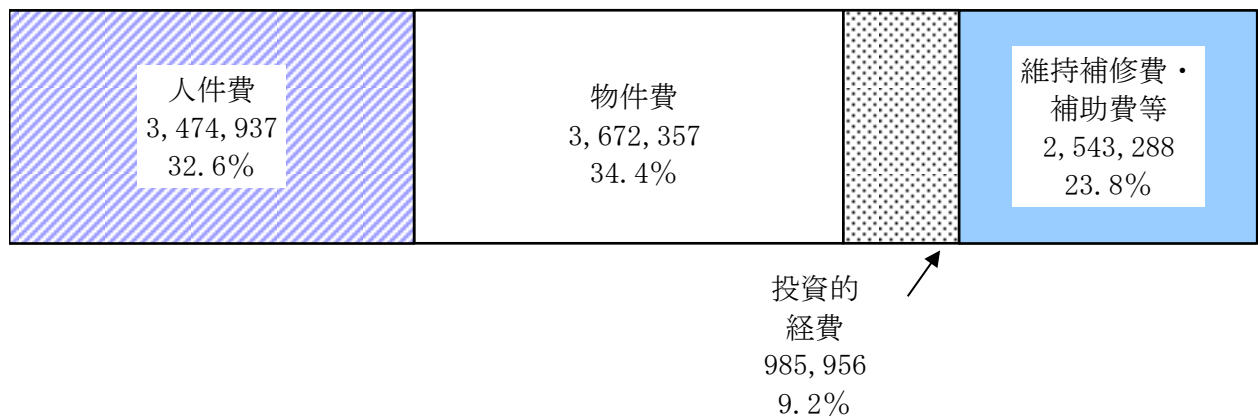 人件費
3,474,937
32.6%
物件費
3,672,357
34.4%
維持補修費・
補助費等
2,543,288
23.8%
投資的
経費
985,956
9.2%